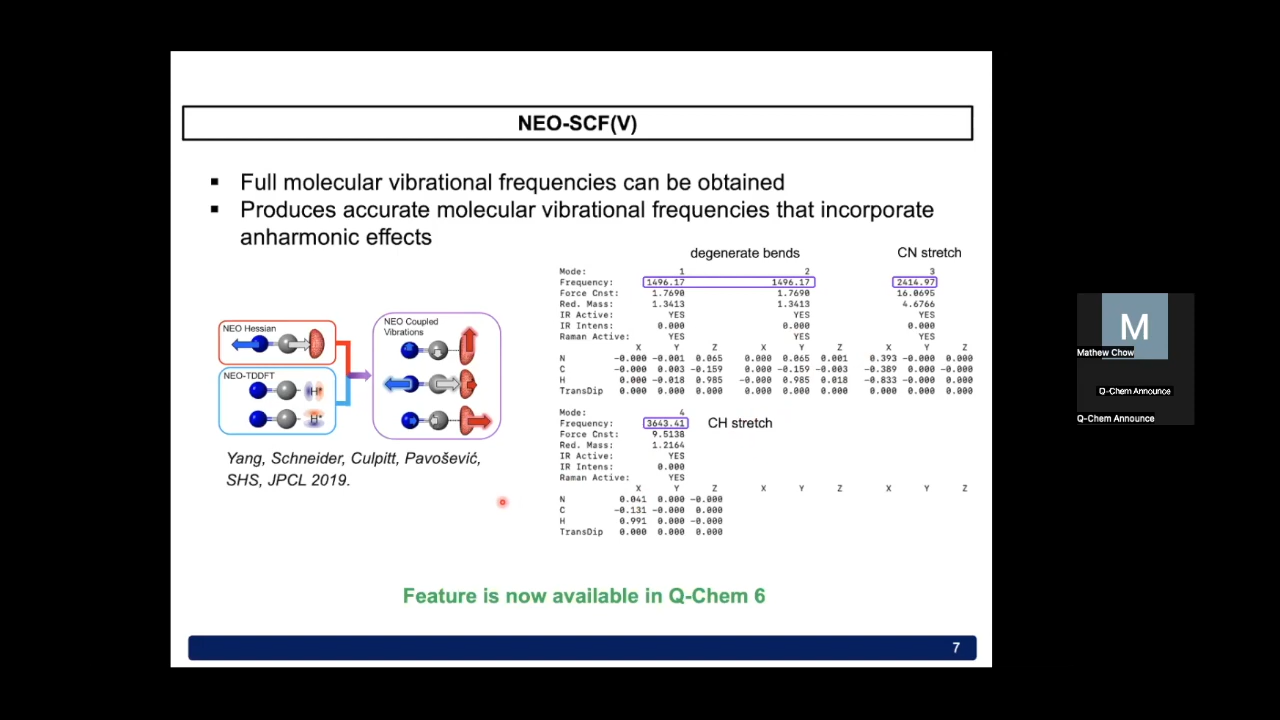 NEO-SCF(V)
▪ Full molecular vibrational frequencies can be obtained
▪ Produces accurate molecular vibrational frequencies that incorporate
anharmonic effects
degenerate bends CN stretch
NEO Hessian
NEO-TDDFT
H⁺
H⁺
NEO Coupled
Vibrations
Yang, Schneider, Culpitt, Pavošević,
SHS, JPCL 2019.
Mode: 1 2 3
Frequency: 1496.17 1496.17 2414.97
Force Cnst: 1.7690 1.7690 16.0695
Red. Mass: 1.3413 1.3413 4.6766
IR Active: YES YES YES
IR Intens: 0.000 0.000 0.000
Raman Active: YES YES YES
X Y Z X Y Z X Y Z
N -0.000 -0.001 0.065 0.000 0.065 0.001 0.393 -0.000 0.000
C -0.000 0.003 -0.159 0.000 -0.159 -0.003 -0.389 0.000 -0.000
H 0.000 -0.018 0.985 -0.000 0.985 0.018 -0.833 -0.000 0.000
TransDip 0.000 0.000 0.000 0.000 0.000 0.000 0.000 0.000 0.000
Mode: 4
Frequency: 3643.41 CH stretch
Force Cnst: 9.5138
Red. Mass: 1.2164
IR Active: YES
IR Intens: 0.000
Raman Active: YES
X Y Z X Y Z X Y Z
N 0.041 0.000 -0.000
C -0.131 -0.000 0.000
H 0.991 0.000 -0.000
TransDip 0.000 0.000 0.000
Feature is now available in Q-Chem 6
7
M
Mathew Chow
Q-Chem Announce
Q-Chem Announce